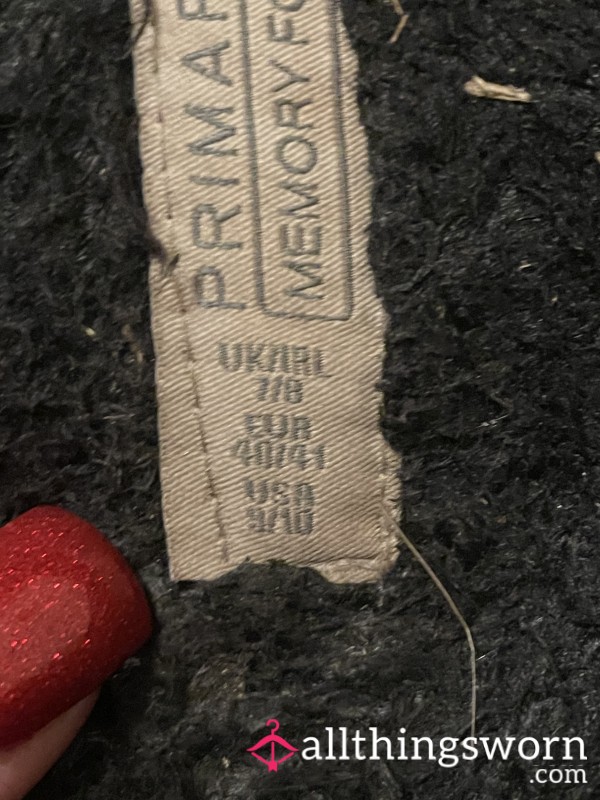 PRIMAR
MEMORY FO
UK/IRL
7/8
EUR
40/41
USA
9/10
allthingsworn
.com